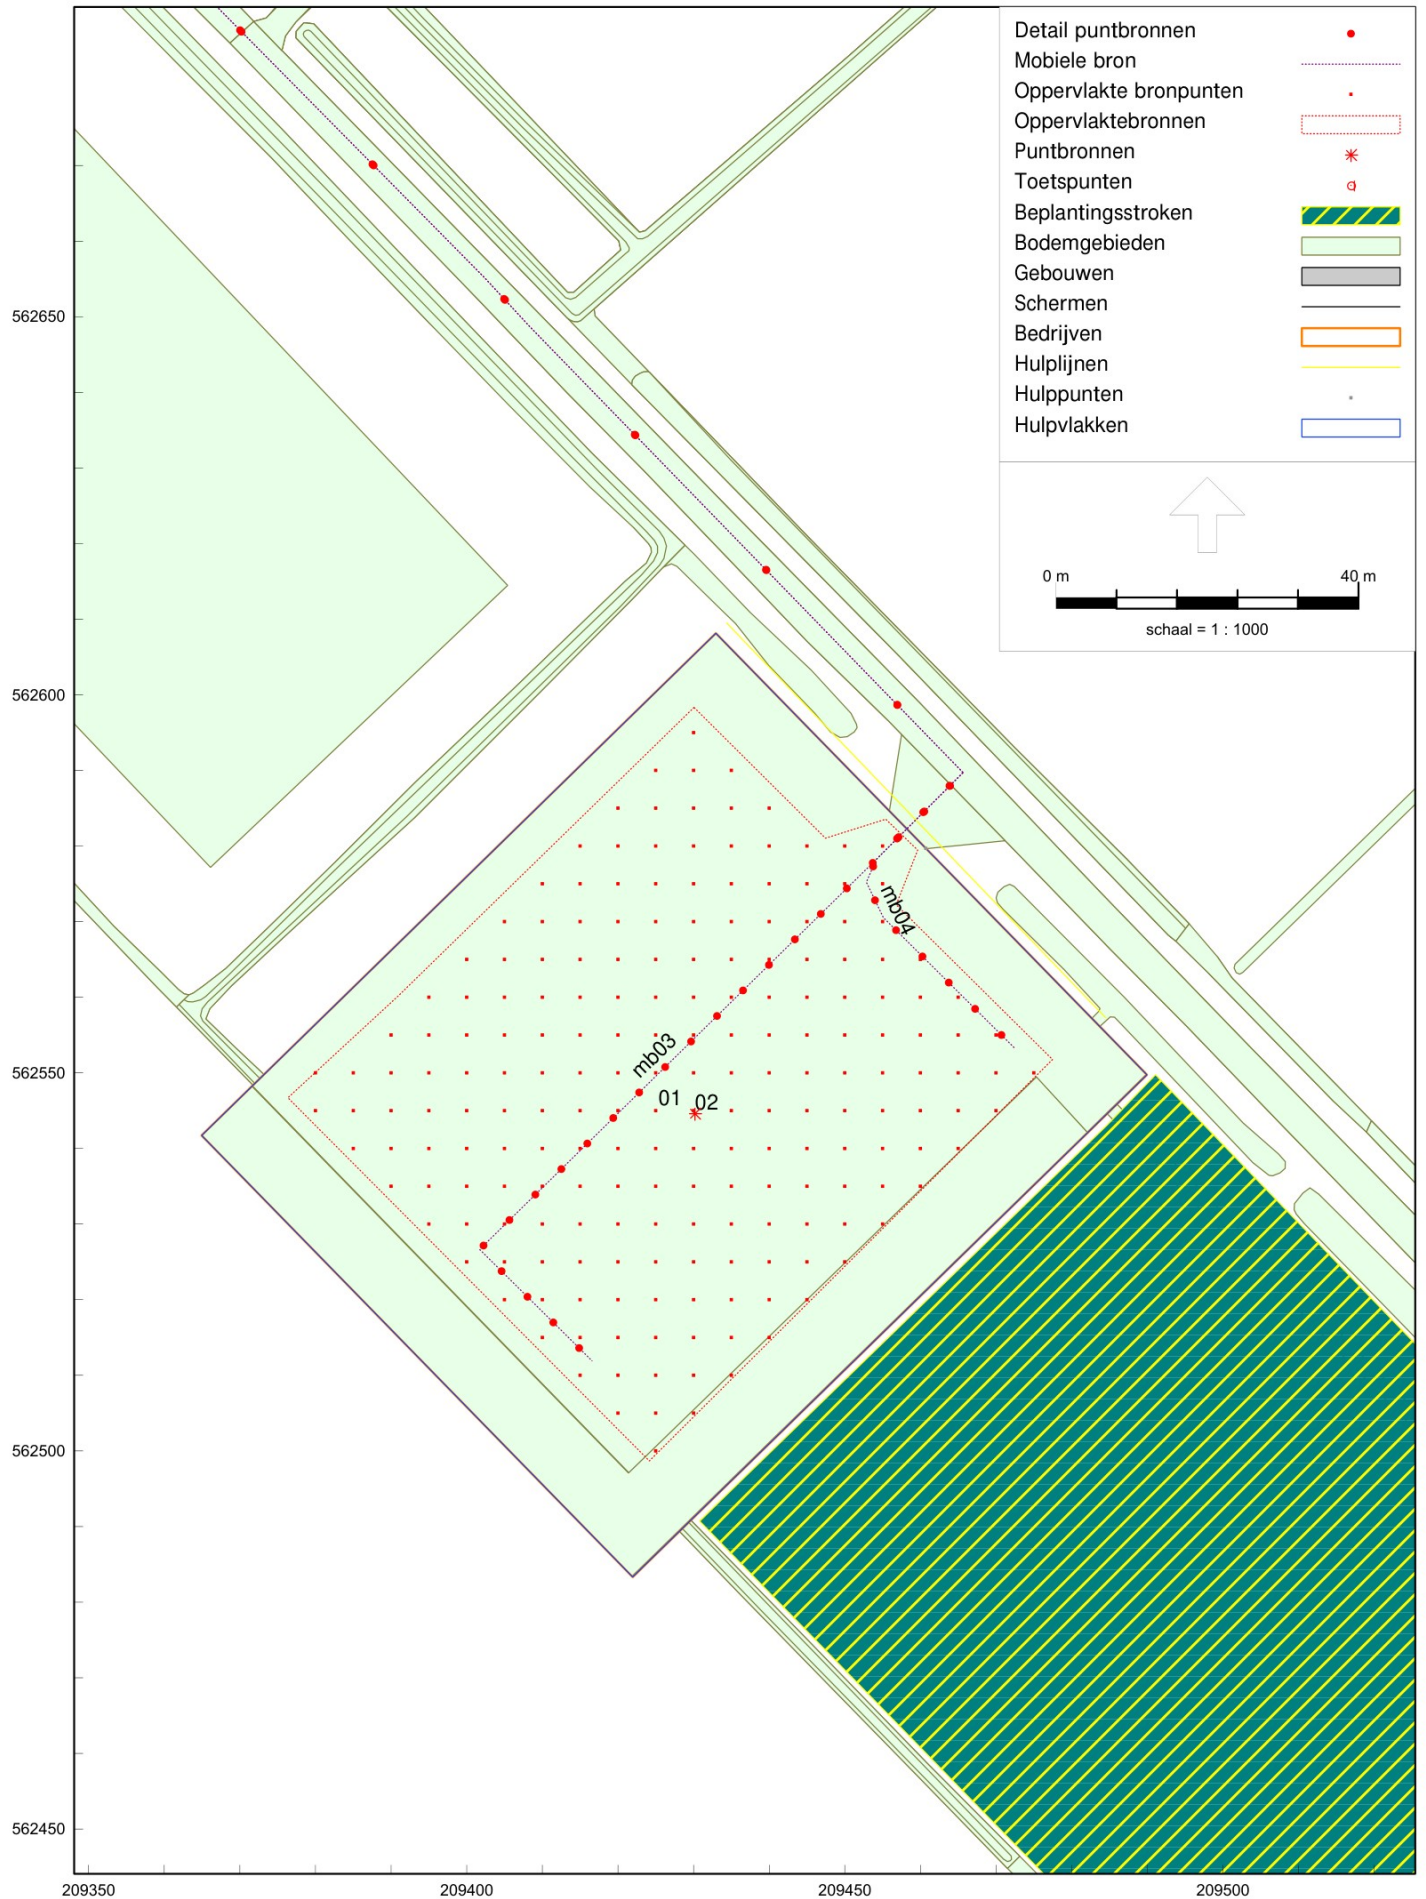 Detail puntbronnen
Mobiele bron
Oppervlakte bronpunten
Oppervlaktebronnen
Puntbronnen
Toetspunten
Beplantingsstroken
Bodemgebieden
Gebouwen
Schermen
Bedrijven
Hulplijnen
Hulppunten
Hulpvlakken
0 m 40 m
schaal = 1 : 1000
562650
562600
mb04
mb03
562550
01 02
562500
562450
209350 209400 209450 209500